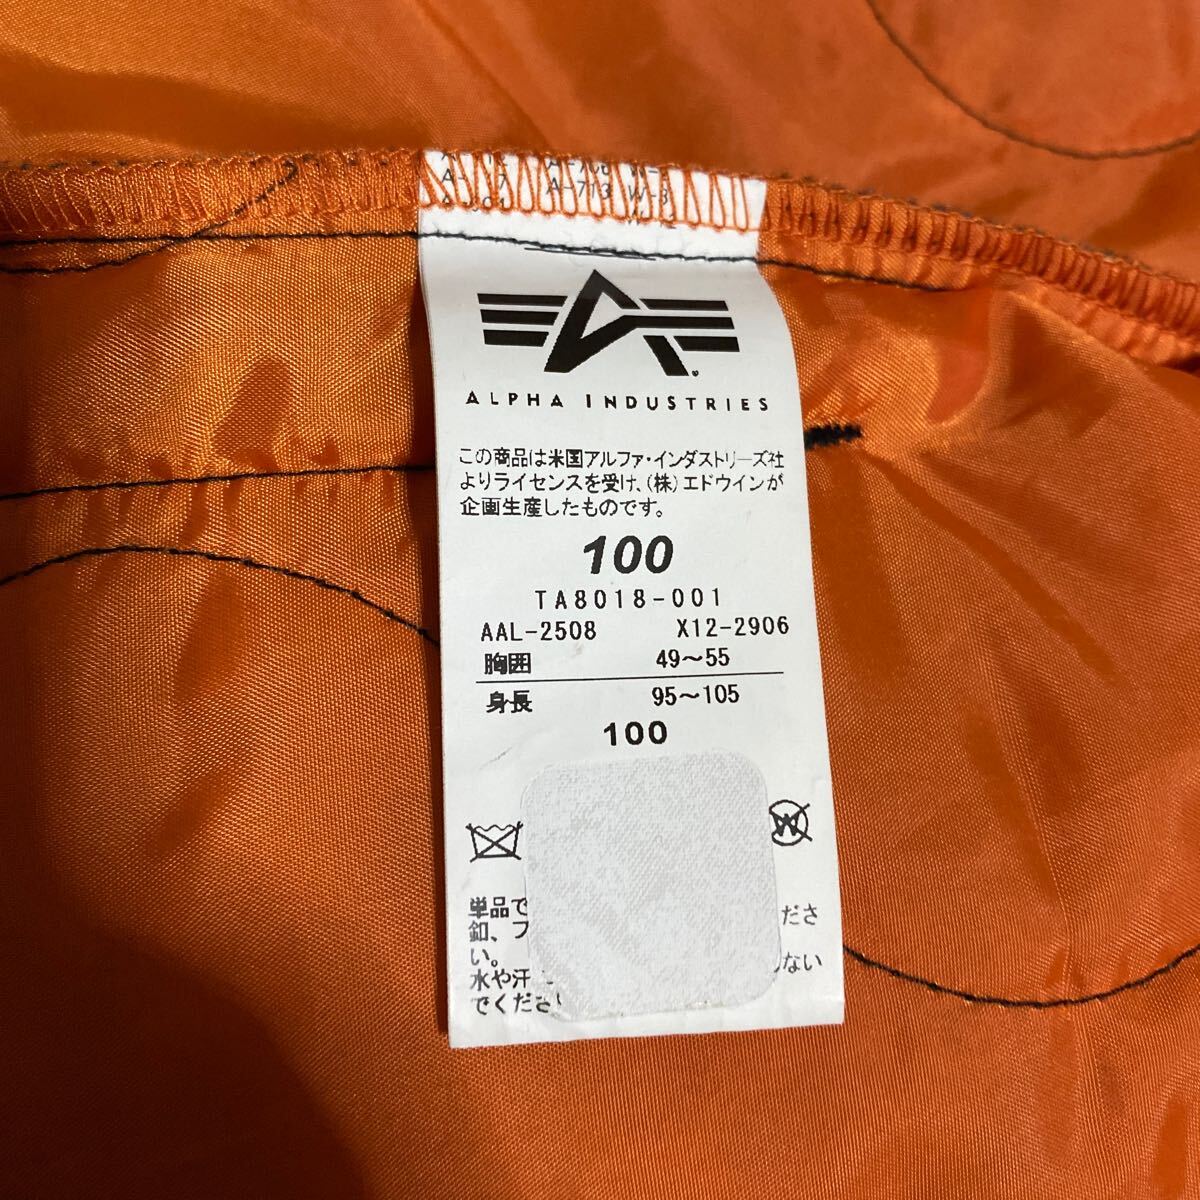 A-713 W-3
ALPHA INDUSTRIES
この商品は米国アルファ・インダストリーズ社
よりライセンスを受け、(株)エドウインが
企画生産したものです。
100
TA8018-001
AAL-2508 X12-2906
胸囲 49〜55
身長 95〜105
100
単品で ださ
釦、フ
い。 ない
水や汗
でくださ